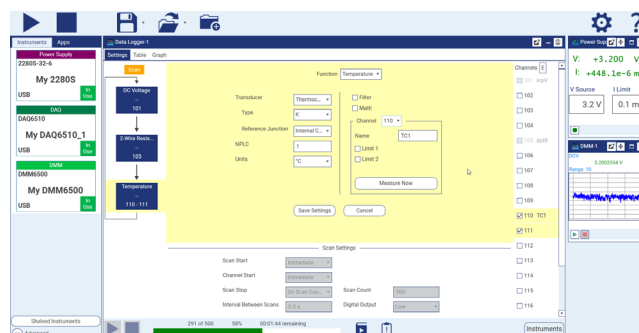 Instruments Apps
Power Supply
2280S-32-6
My 2280S
USB
In Use
DAQ
DAQ6510
My DAQ6510_1
USB
In Use
DMM
DMM6500
My DMM6500
USB
In Use
Shelved Instruments
Advanced
Data Logger-1
Settings Table Graph
Scan
DC Voltage
--
101
2-Wire Resis...
--
105
Temperature
--
110 - 111
Function Temperature
Transducer Thermoc...
Type K
Reference Junction Internal C...
NPLC 1
Units °C
Filter
Math
Channel 110
Name TC1
Limit 1
Limit 2
Measure Now
Save Settings Cancel
Scan Settings
Scan Start Immediate
Channel Start Immediate
Scan Stop On Scan Cou... Scan Count 500
Interval Between Scans 0.5 s Digital Output Low
291 of 500 58% 00:01:44 remaining
Channels E
102
103
104
106
107
108
109
110 TC1
111
112
113
114
115
116
Instruments
Power Sup
V: +3.200 V
I: +448.1e-6 m
V Source I Limit
3.2 V 0.1 m
DMM-1
DCV
3.2002354 V
Range: 10